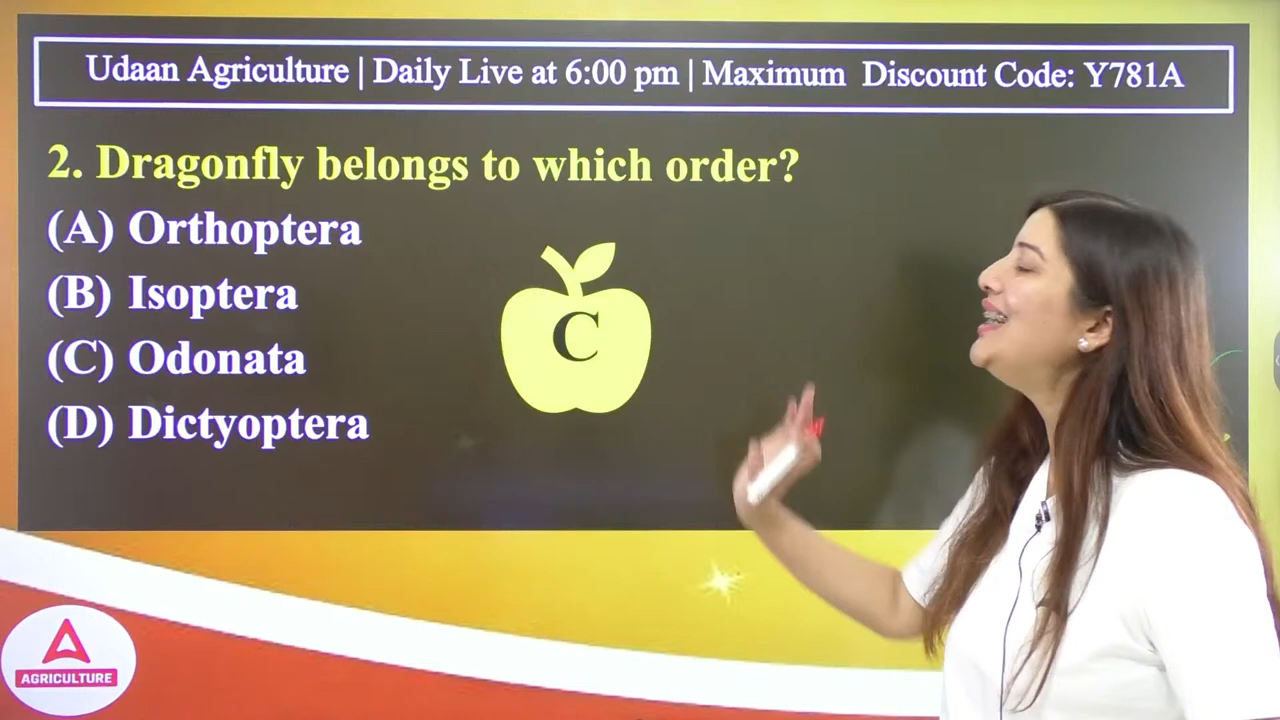 Udaan Agriculture | Daily Live at 6:00 pm | Maximum Discount Code: Y781A
2. Dragonfly belongs to which order?
(A) Orthoptera
(B) Isoptera
(C) Odonata
(D) Dictyoptera
C
AGRICULTURE